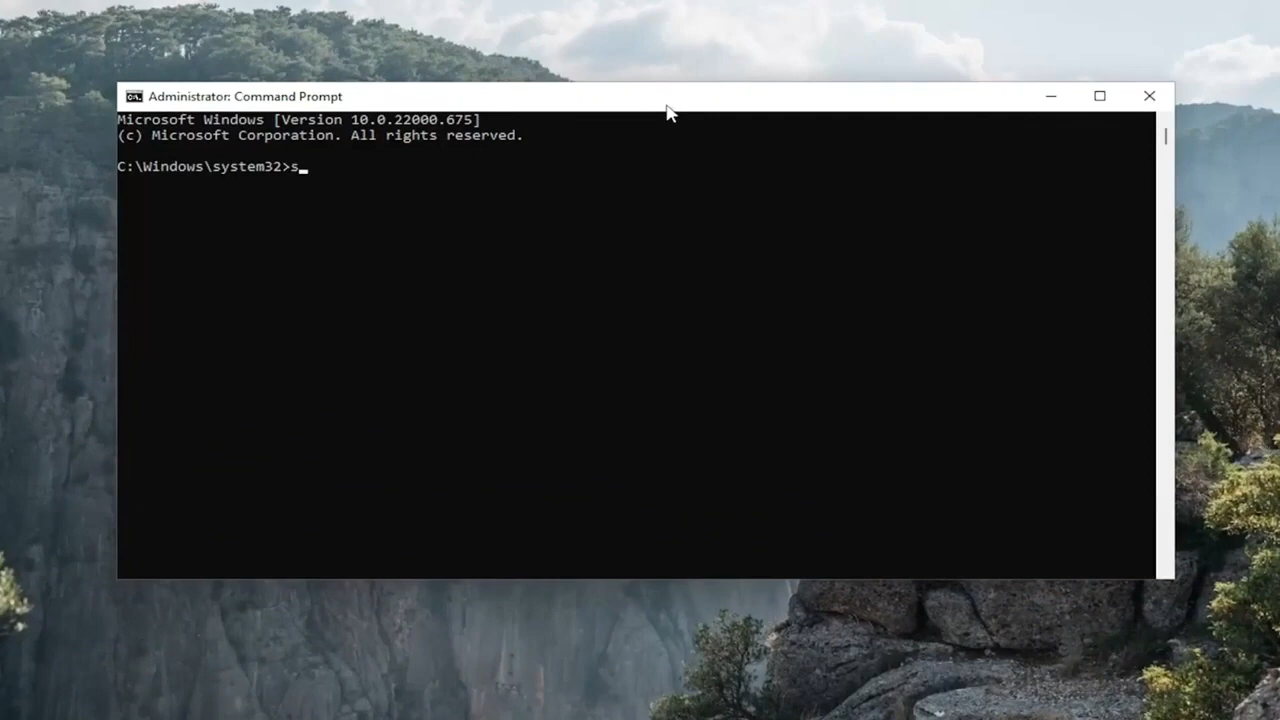 Administrator: Command Prompt
Microsoft Windows [Version 10.0.22000.675]
(c) Microsoft Corporation. All rights reserved.
C:\Windows\system32>s